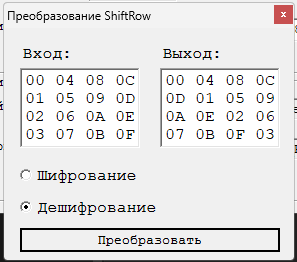 Преобразование ShiftRow
x
Вход: Выход:
00 04 08 0C 00 04 08 0C
01 05 09 0D 0D 01 05 09
02 06 0A 0E 0A 0E 02 06
03 07 0B 0F 07 0B 0F 03
Шифрование
Дешифрование
Преобразовать